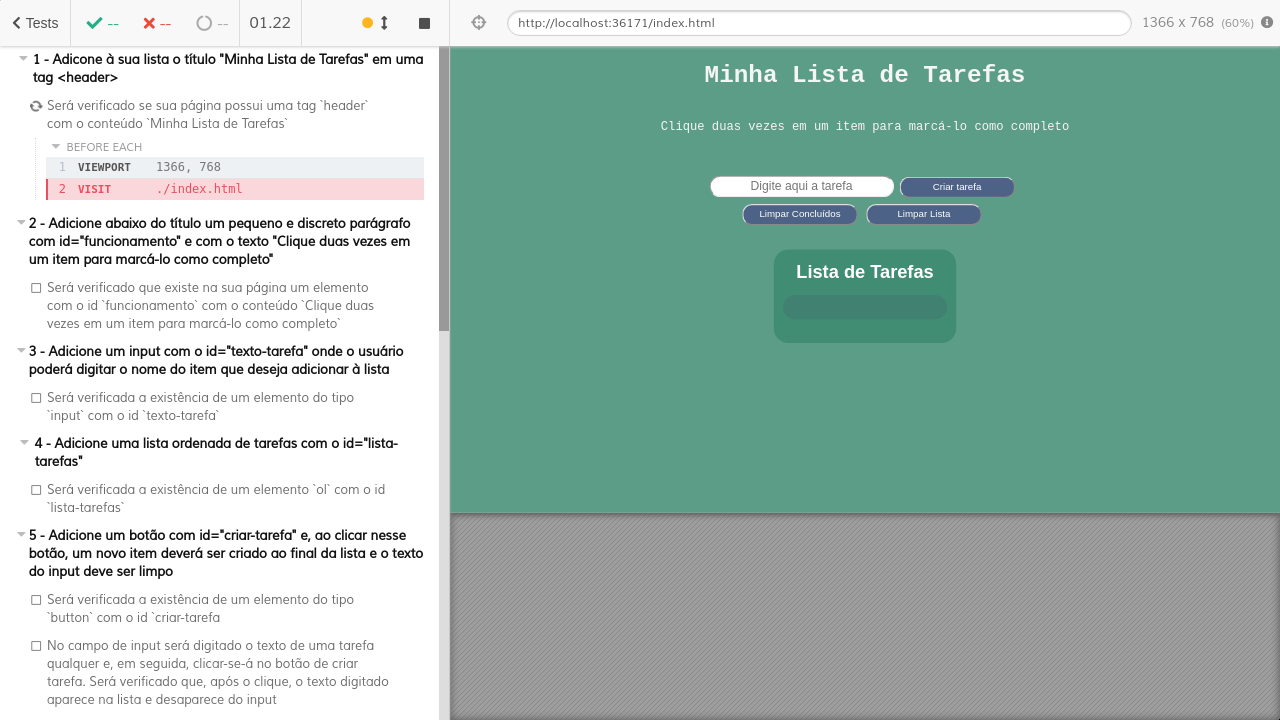 Tests
--
--
--
01.22
http://localhost:36171/index.html
1366 x 768 (60%)
1 - Adicone à sua lista o título "Minha Lista de Tarefas" em uma
tag <header>
Será verificado se sua página possui uma tag `header`
com o conteúdo `Minha Lista de Tarefas`
BEFORE EACH
1 VIEWPORT 1366, 768
2 VISIT ./index.html
2 - Adicione abaixo do título um pequeno e discreto parágrafo
com id="funcionamento" e com o texto "Clique duas vezes em
um item para marcá-lo como completo"
Será verificado que existe na sua página um elemento
com o id `funcionamento` com o conteúdo `Clique duas
vezes em um item para marcá-lo como completo`
3 - Adicione um input com o id="texto-tarefa" onde o usuário
poderá digitar o nome do item que deseja adicionar à lista
Será verificada a existência de um elemento do tipo
`input` com o id `texto-tarefa`
4 - Adicione uma lista ordenada de tarefas com o id="lista-
tarefas"
Será verificada a existência de um elemento `ol` com o id
`lista-tarefas`
5 - Adicione um botão com id="criar-tarefa" e, ao clicar nesse
botão, um novo item deverá ser criado ao final da lista e o texto
do input deve ser limpo
Será verificada a existência de um elemento do tipo
`button` com o id `criar-tarefa
No campo de input será digitado o texto de uma tarefa
qualquer e, em seguida, clicar-se-á no botão de criar
tarefa. Será verificado que, após o clique, o texto digitado
aparece na lista e desaparece do input
Minha Lista de Tarefas
Clique duas vezes em um item para marcá-lo como completo
Digite aqui a tarefa
Criar tarefa
Limpar Concluídos
Limpar Lista
Lista de Tarefas